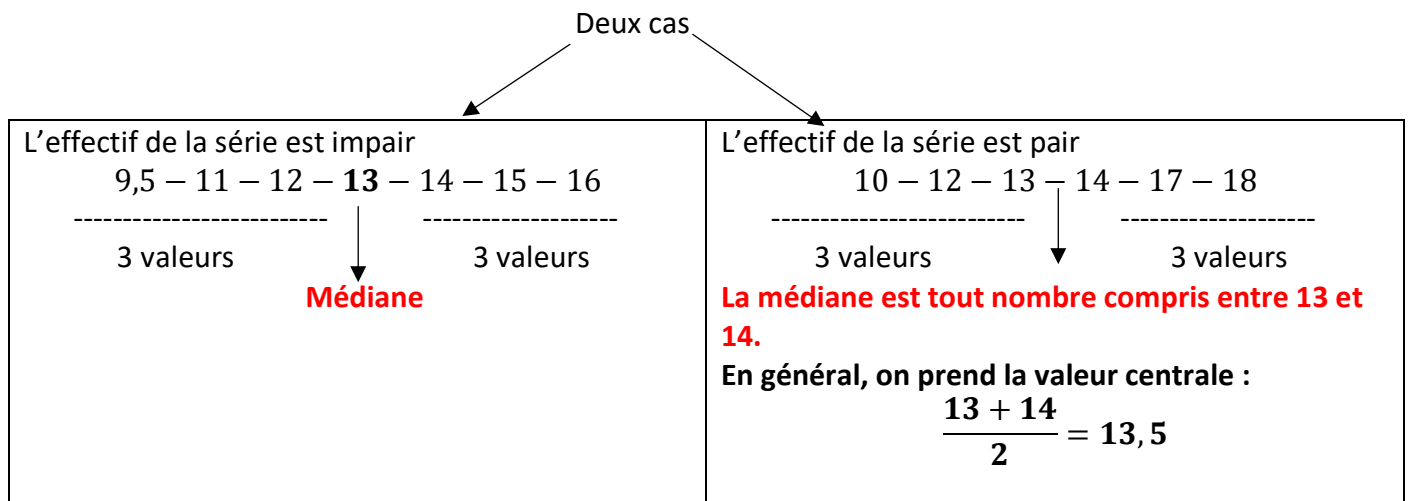 Deux cas
L’effectif de la série est impair
9,5 − 11 − 12 − 13 − 14 − 15 − 16
-------------------------- --------------------
3 valeurs 3 valeurs
Médiane
L’effectif de la série est pair
10 − 12 − 13 − 14 − 17 − 18
-------------------------- --------------------
3 valeurs 3 valeurs
La médiane est tout nombre compris entre 13 et
14.
En général, on prend la valeur centrale :
13 + 14
2
= 13, 5